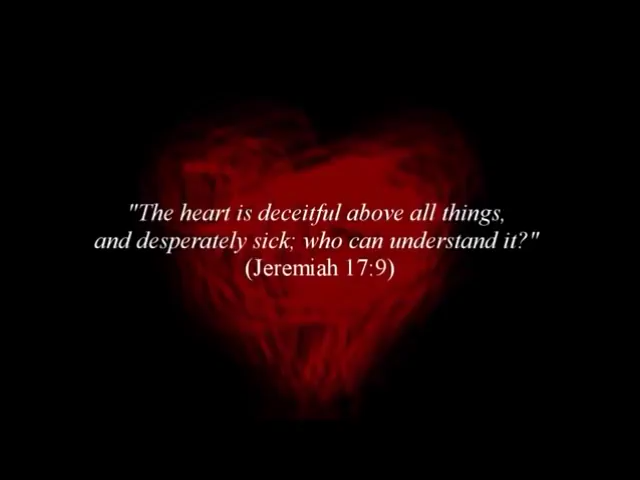 "The heart is deceitful above all things,
and desperately sick; who can understand it?"
(Jeremiah 17:9)